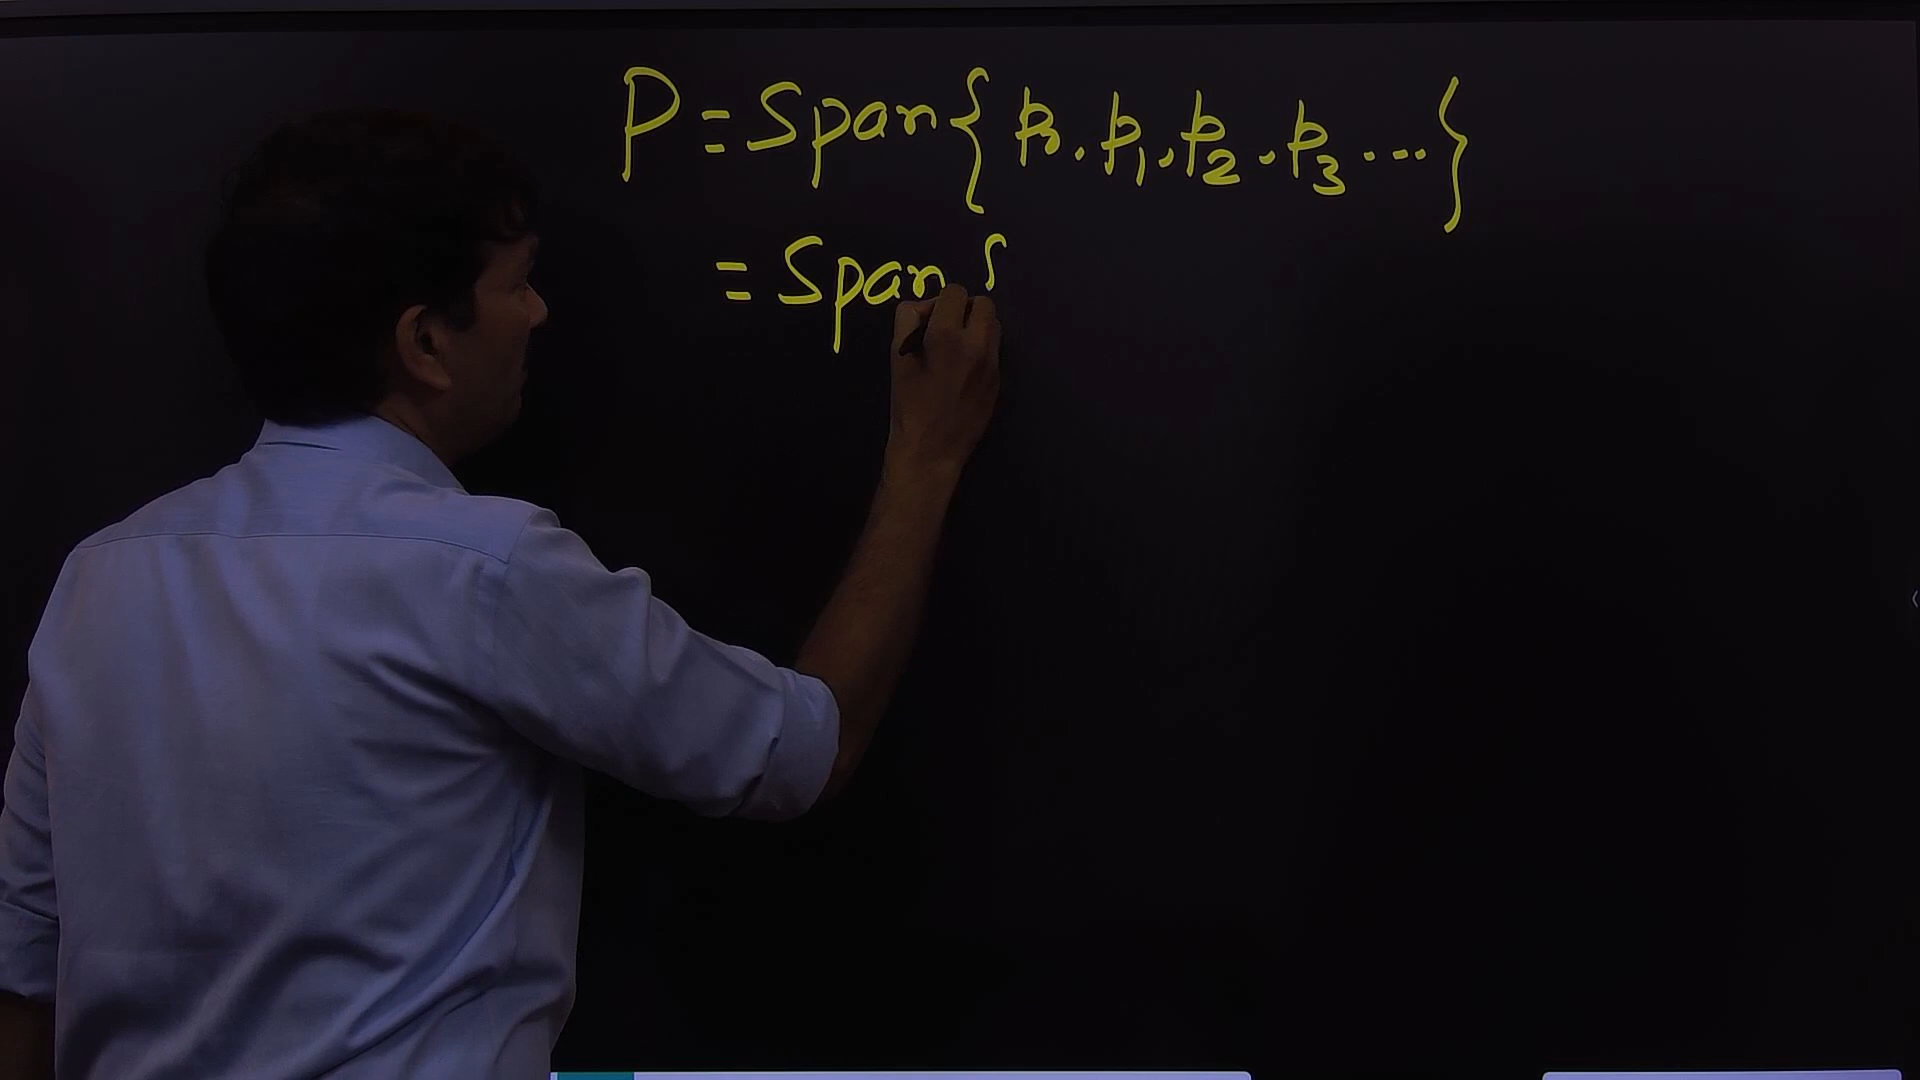 P = Span { p₀, p₁, p₂, p₃ ... }
= Span {